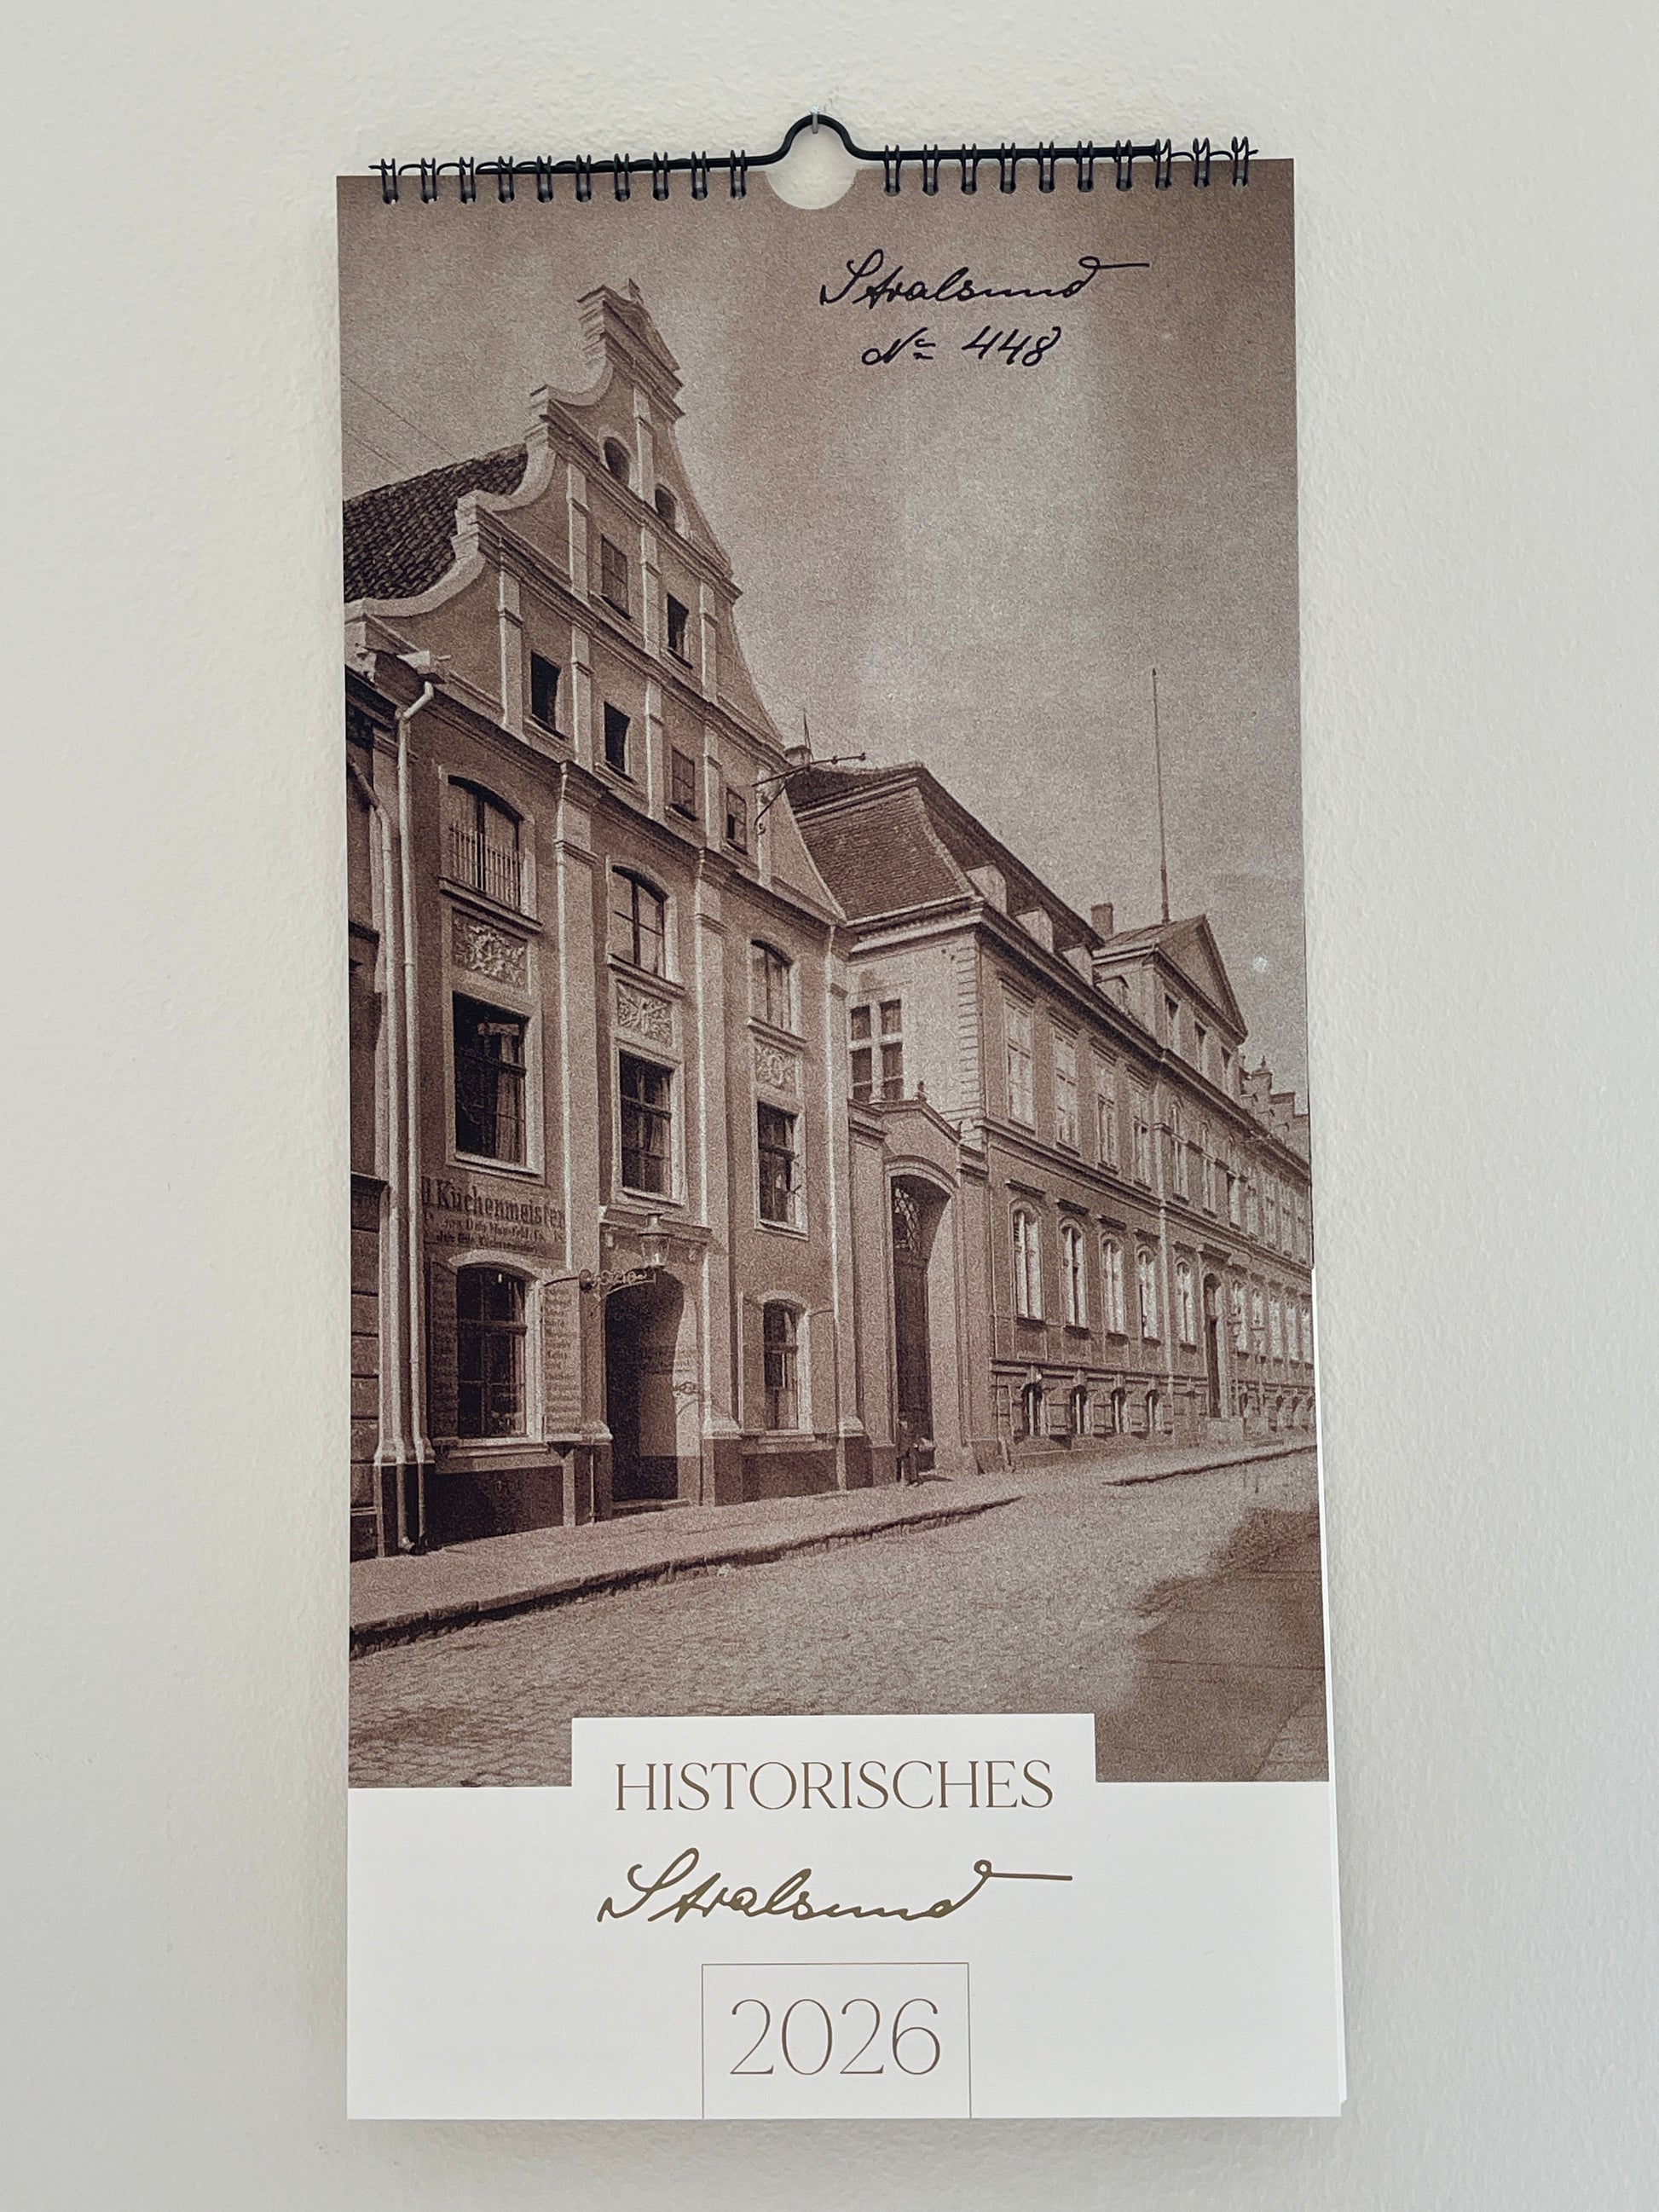 Stralsund
№ 448
Küchenmeister
HISTORISCHES
Stralsund
2026